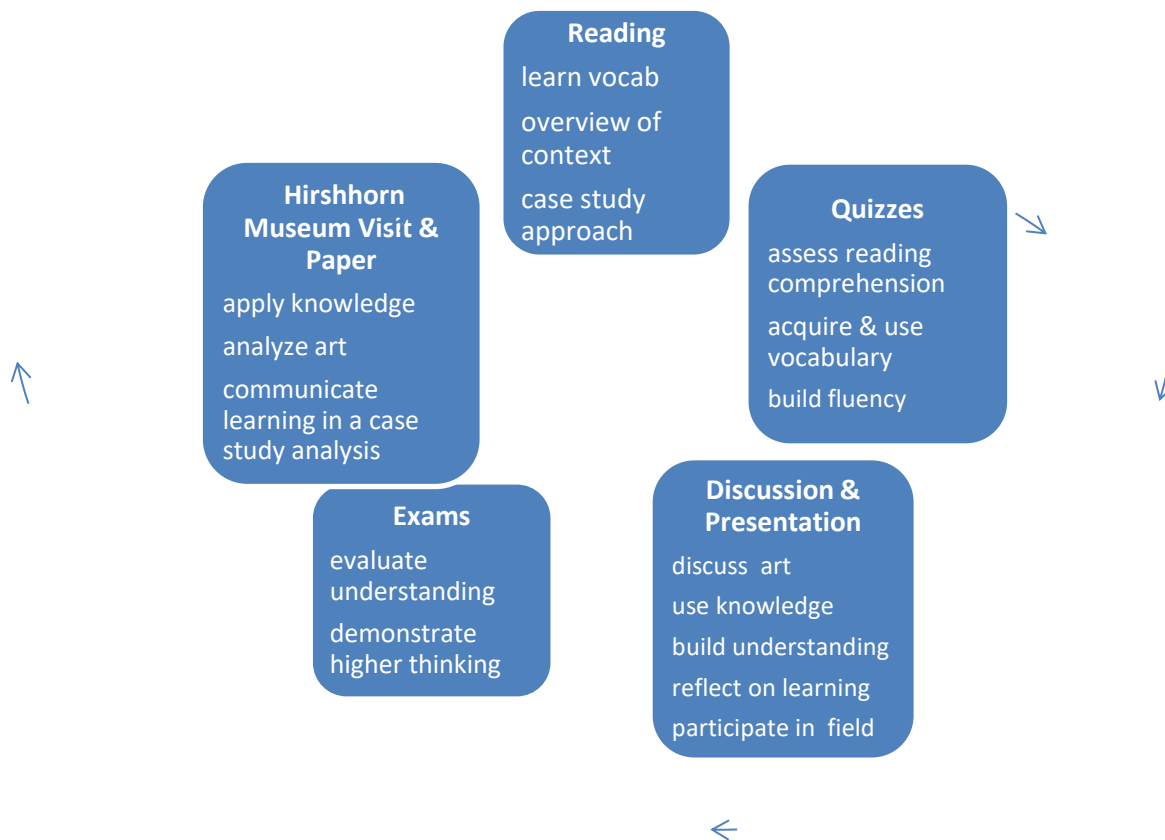 Reading
learn vocab
overview of
context
case study
approach
Quizzes
assess reading
comprehension
acquire & use
vocabulary
build fluency
Discussion &
Presentation
discuss art
use knowledge
build understanding
reflect on learning
participate in field
Exams
evaluate
understanding
demonstrate
higher thinking
Hirshhorn
Museum Visit &
Paper
apply knowledge
analyze art
communicate
learning in a case
study analysis